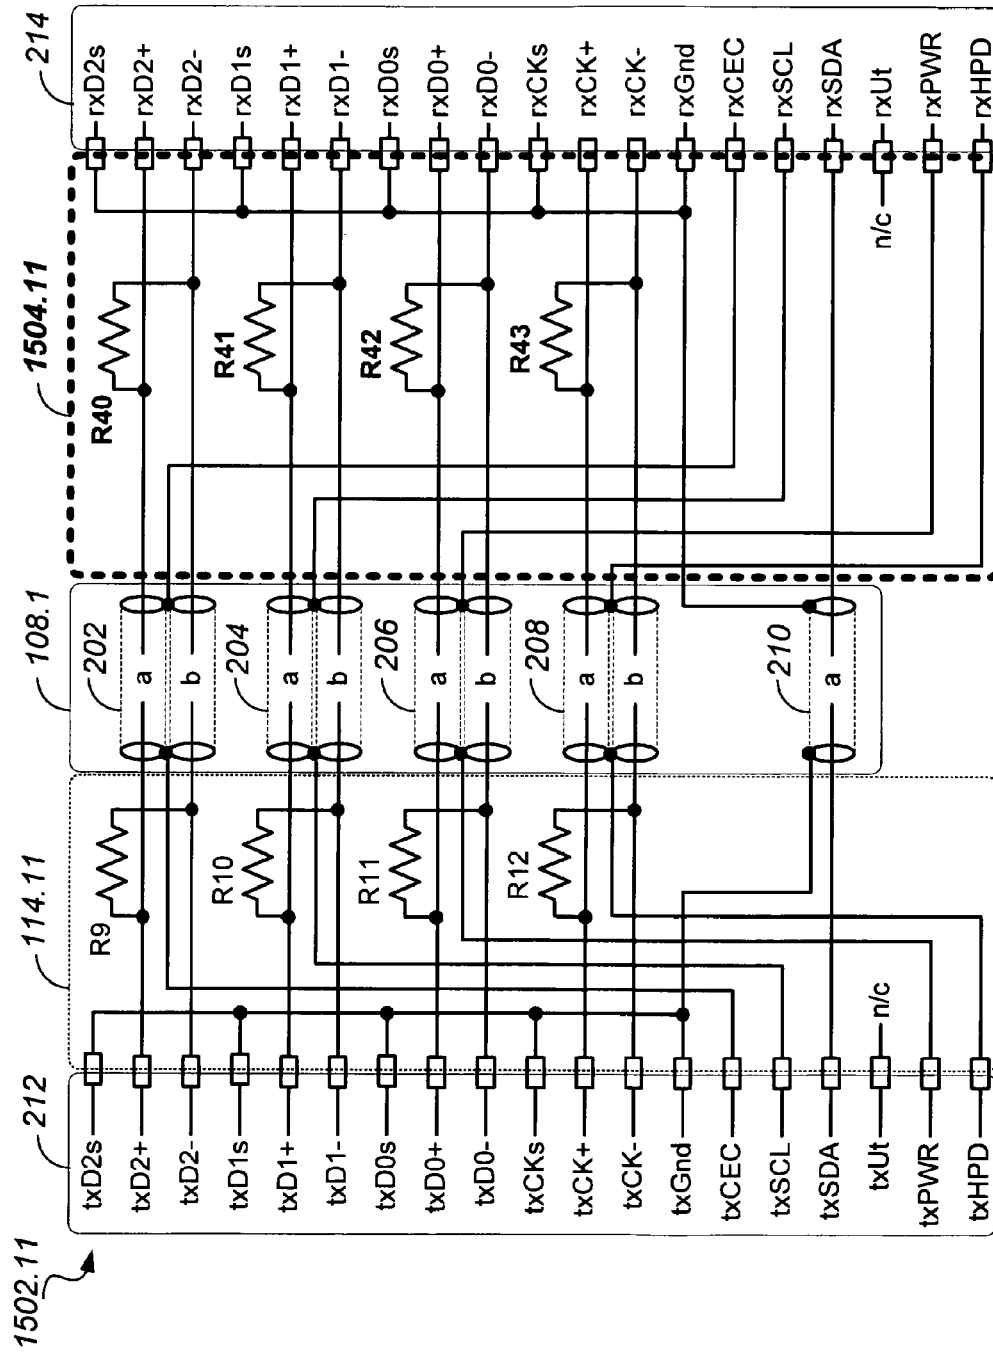 1502.11
212
114.11
108.1
1504.11
214
txD2s
txD2+
txD2-
txD1s
txD1+
txD1-
txD0s
txD0+
txD0-
txCKs
txCK+
txCK-
txGnd
txCEC
txSCL
txSDA
txUt
txPWR
txHPD
n/c
R9
R10
R11
R12
202
a
b
204
a
b
206
a
b
208
a
b
210
a
R40
R41
R42
R43
n/c
rxD2s
rxD2+
rxD2-
rxD1s
rxD1+
rxD1-
rxD0s
rxD0+
rxD0-
rxCKs
rxCK+
rxCK-
rxGnd
rxCEC
rxSCL
rxSDA
rxUt
rxPWR
rxHPD